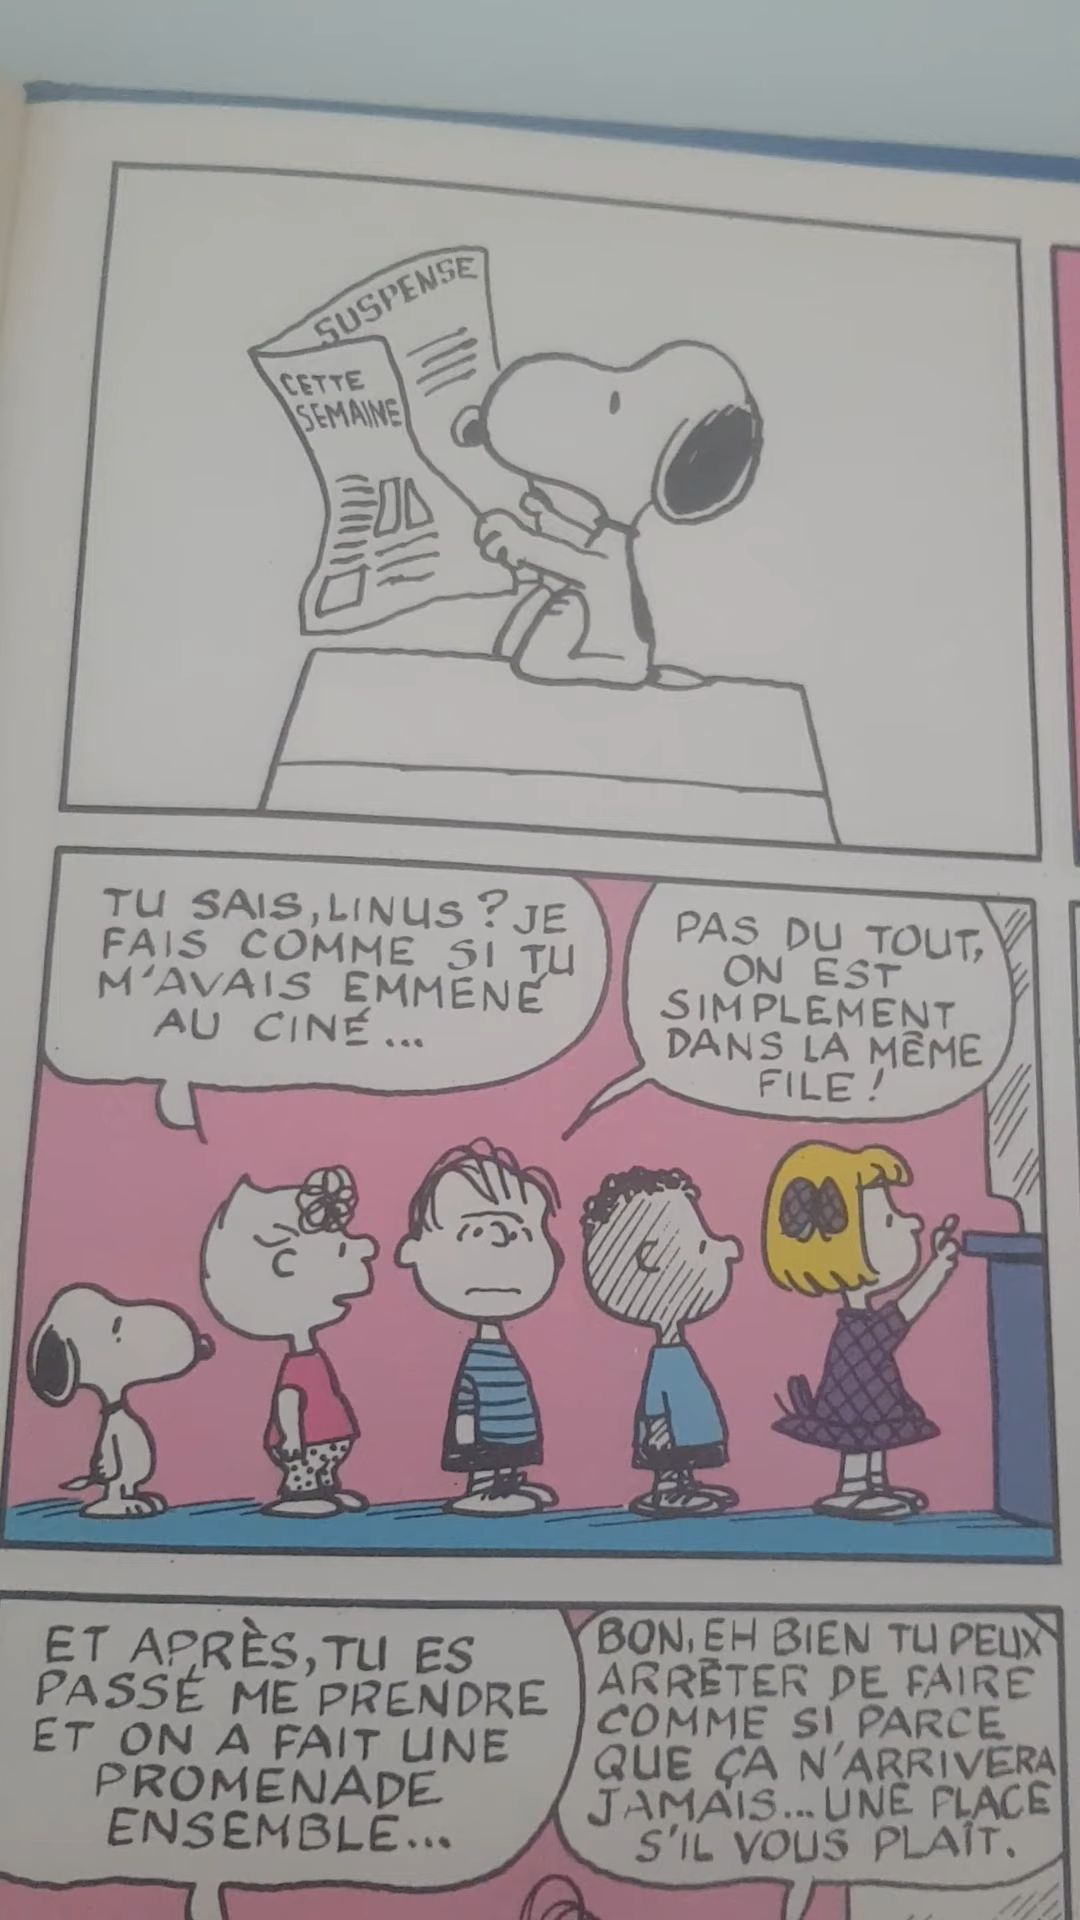 SUSPENSE
CETTE
SEMAINE
TU SAIS, LINUS ? JE
FAIS COMME SI TU
M'AVAIS EMMENÉ
AU CINÉ...
PAS DU TOUT,
ON EST
SIMPLEMENT
DANS LA MÊME
FILE !
ET APRÈS, TU ES
PASSÉ ME PRENDRE
ET ON A FAIT UNE
PROMENADE
ENSEMBLE...
BON, EH BIEN TU PEUX
ARRÊTER DE FAIRE
COMME SI PARCE
QUE ÇA N'ARRIVERA
JAMAIS... UNE PLACE
S'IL VOUS PLAÎT.